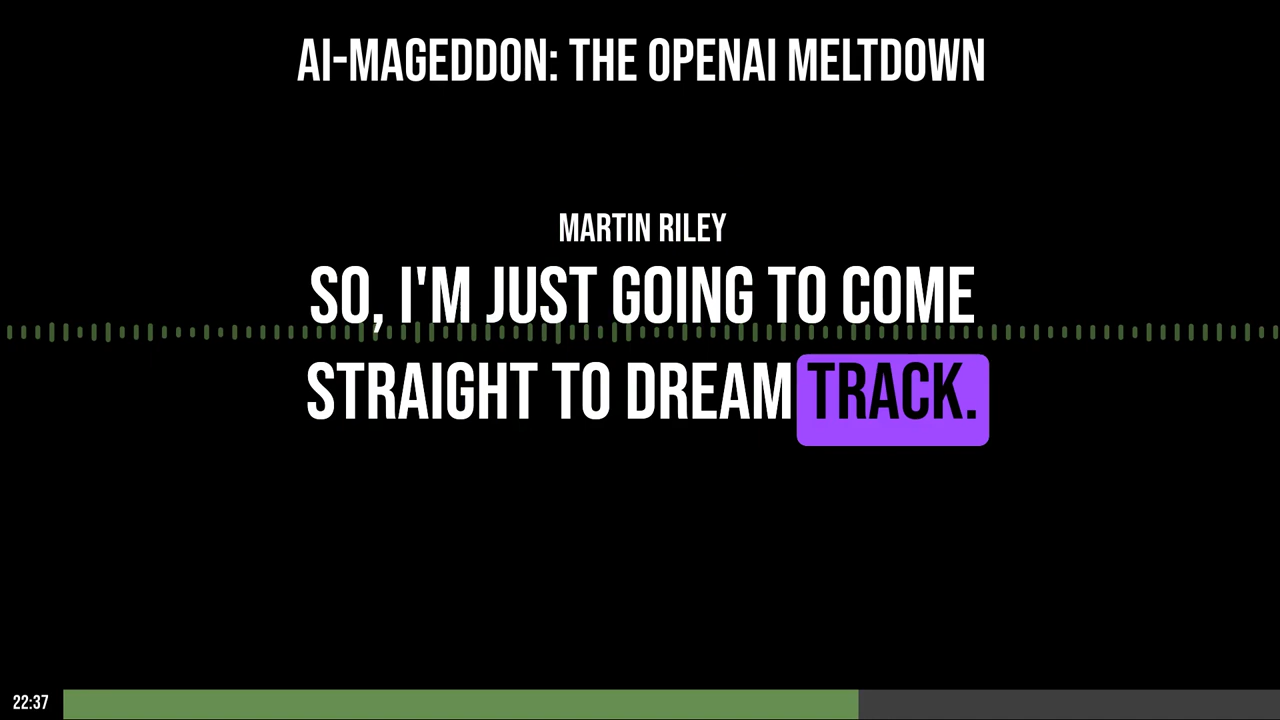 AI-MAGEDDON: THE OPENAI MELTDOWN
MARTIN RILEY
SO, I'M JUST GOING TO COME
STRAIGHT TO DREAM TRACK.
22:37